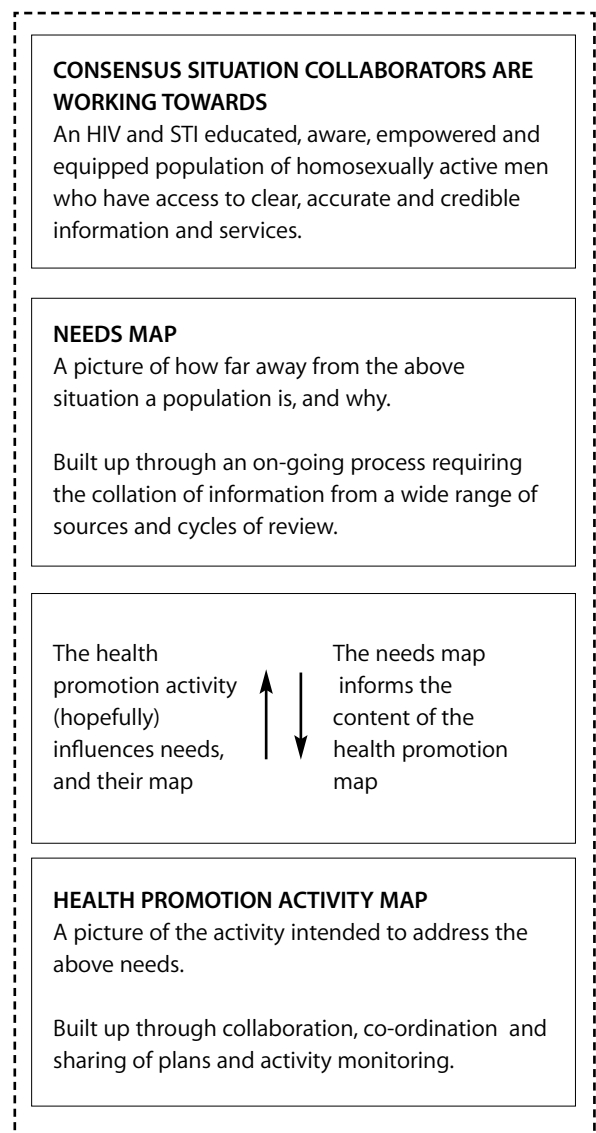 CONSENSUS SITUATION COLLABORATORS ARE
WORKING TOWARDS
An HIV and STI educated, aware, empowered and
equipped population of homosexually active men
who have access to clear, accurate and credible
information and services.
NEEDS MAP
A picture of how far away from the above
situation a population is, and why.
Built up through an on-going process requiring
the collation of information from a wide range of
sources and cycles of review.
The health
promotion activity
(hopefully)
influences needs,
and their map
The needs map
informs the
content of the
health promotion
map
HEALTH PROMOTION ACTIVITY MAP
A picture of the activity intended to address the
above needs.
Built up through collaboration, co-ordination and
sharing of plans and activity monitoring.